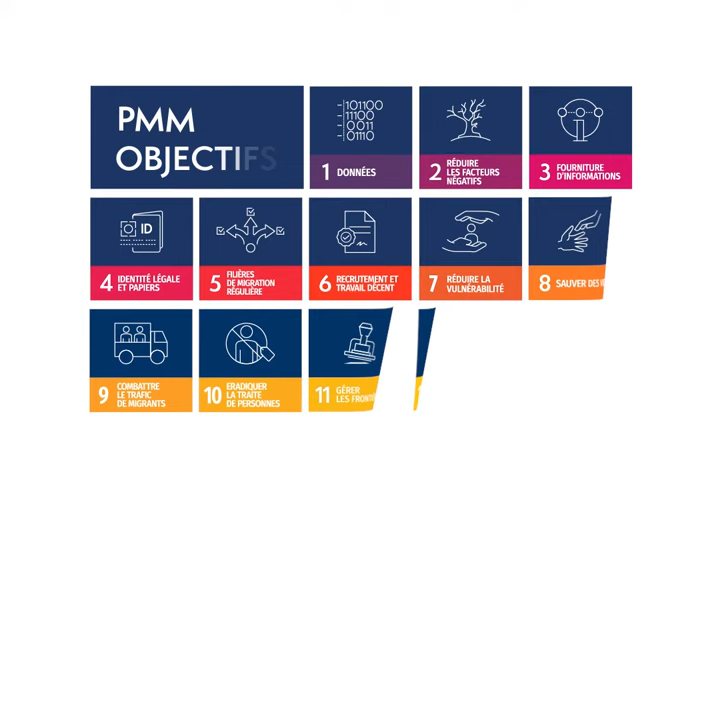 PMM
OBJECTIFS
101100
11100
0011
01110
1 DONNÉES
2 RÉDUIRE
LES FACTEURS
NÉGATIFS
3 FOURNITURE
D'INFORMATIONS
ID
4 IDENTITÉ LÉGALE
ET PAPIERS
5 FILIÈRES
DE MIGRATION
RÉGULIÈRE
6 RECRUTEMENT ET
TRAVAIL DÉCENT
7 RÉDUIRE LA
VULNÉRABILITÉ
8 SAUVER DES
9 COMBATTRE
LE TRAFIC
DE MIGRANTS
10 ERADIQUER
LA TRAITE
DE PERSONNES
11 GÉRER
LES